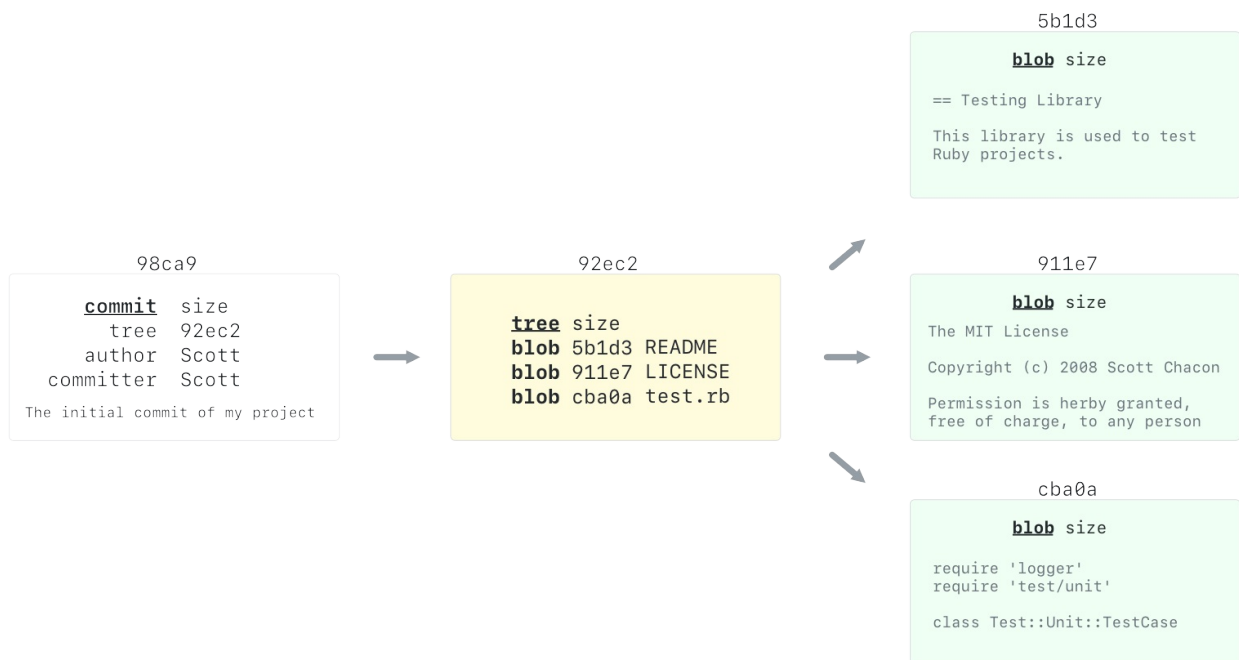 98ca9
commit size
tree 92ec2
author Scott
committer Scott
The initial commit of my project
92ec2
tree size
blob 5b1d3 README
blob 911e7 LICENSE
blob cba0a test.rb
5b1d3
blob size
== Testing Library
This library is used to test
Ruby projects.
911e7
blob size
The MIT License
Copyright (c) 2008 Scott Chacon
Permission is herby granted,
free of charge, to any person
cba0a
blob size
require 'logger'
require 'test/unit'
class Test::Unit::TestCase